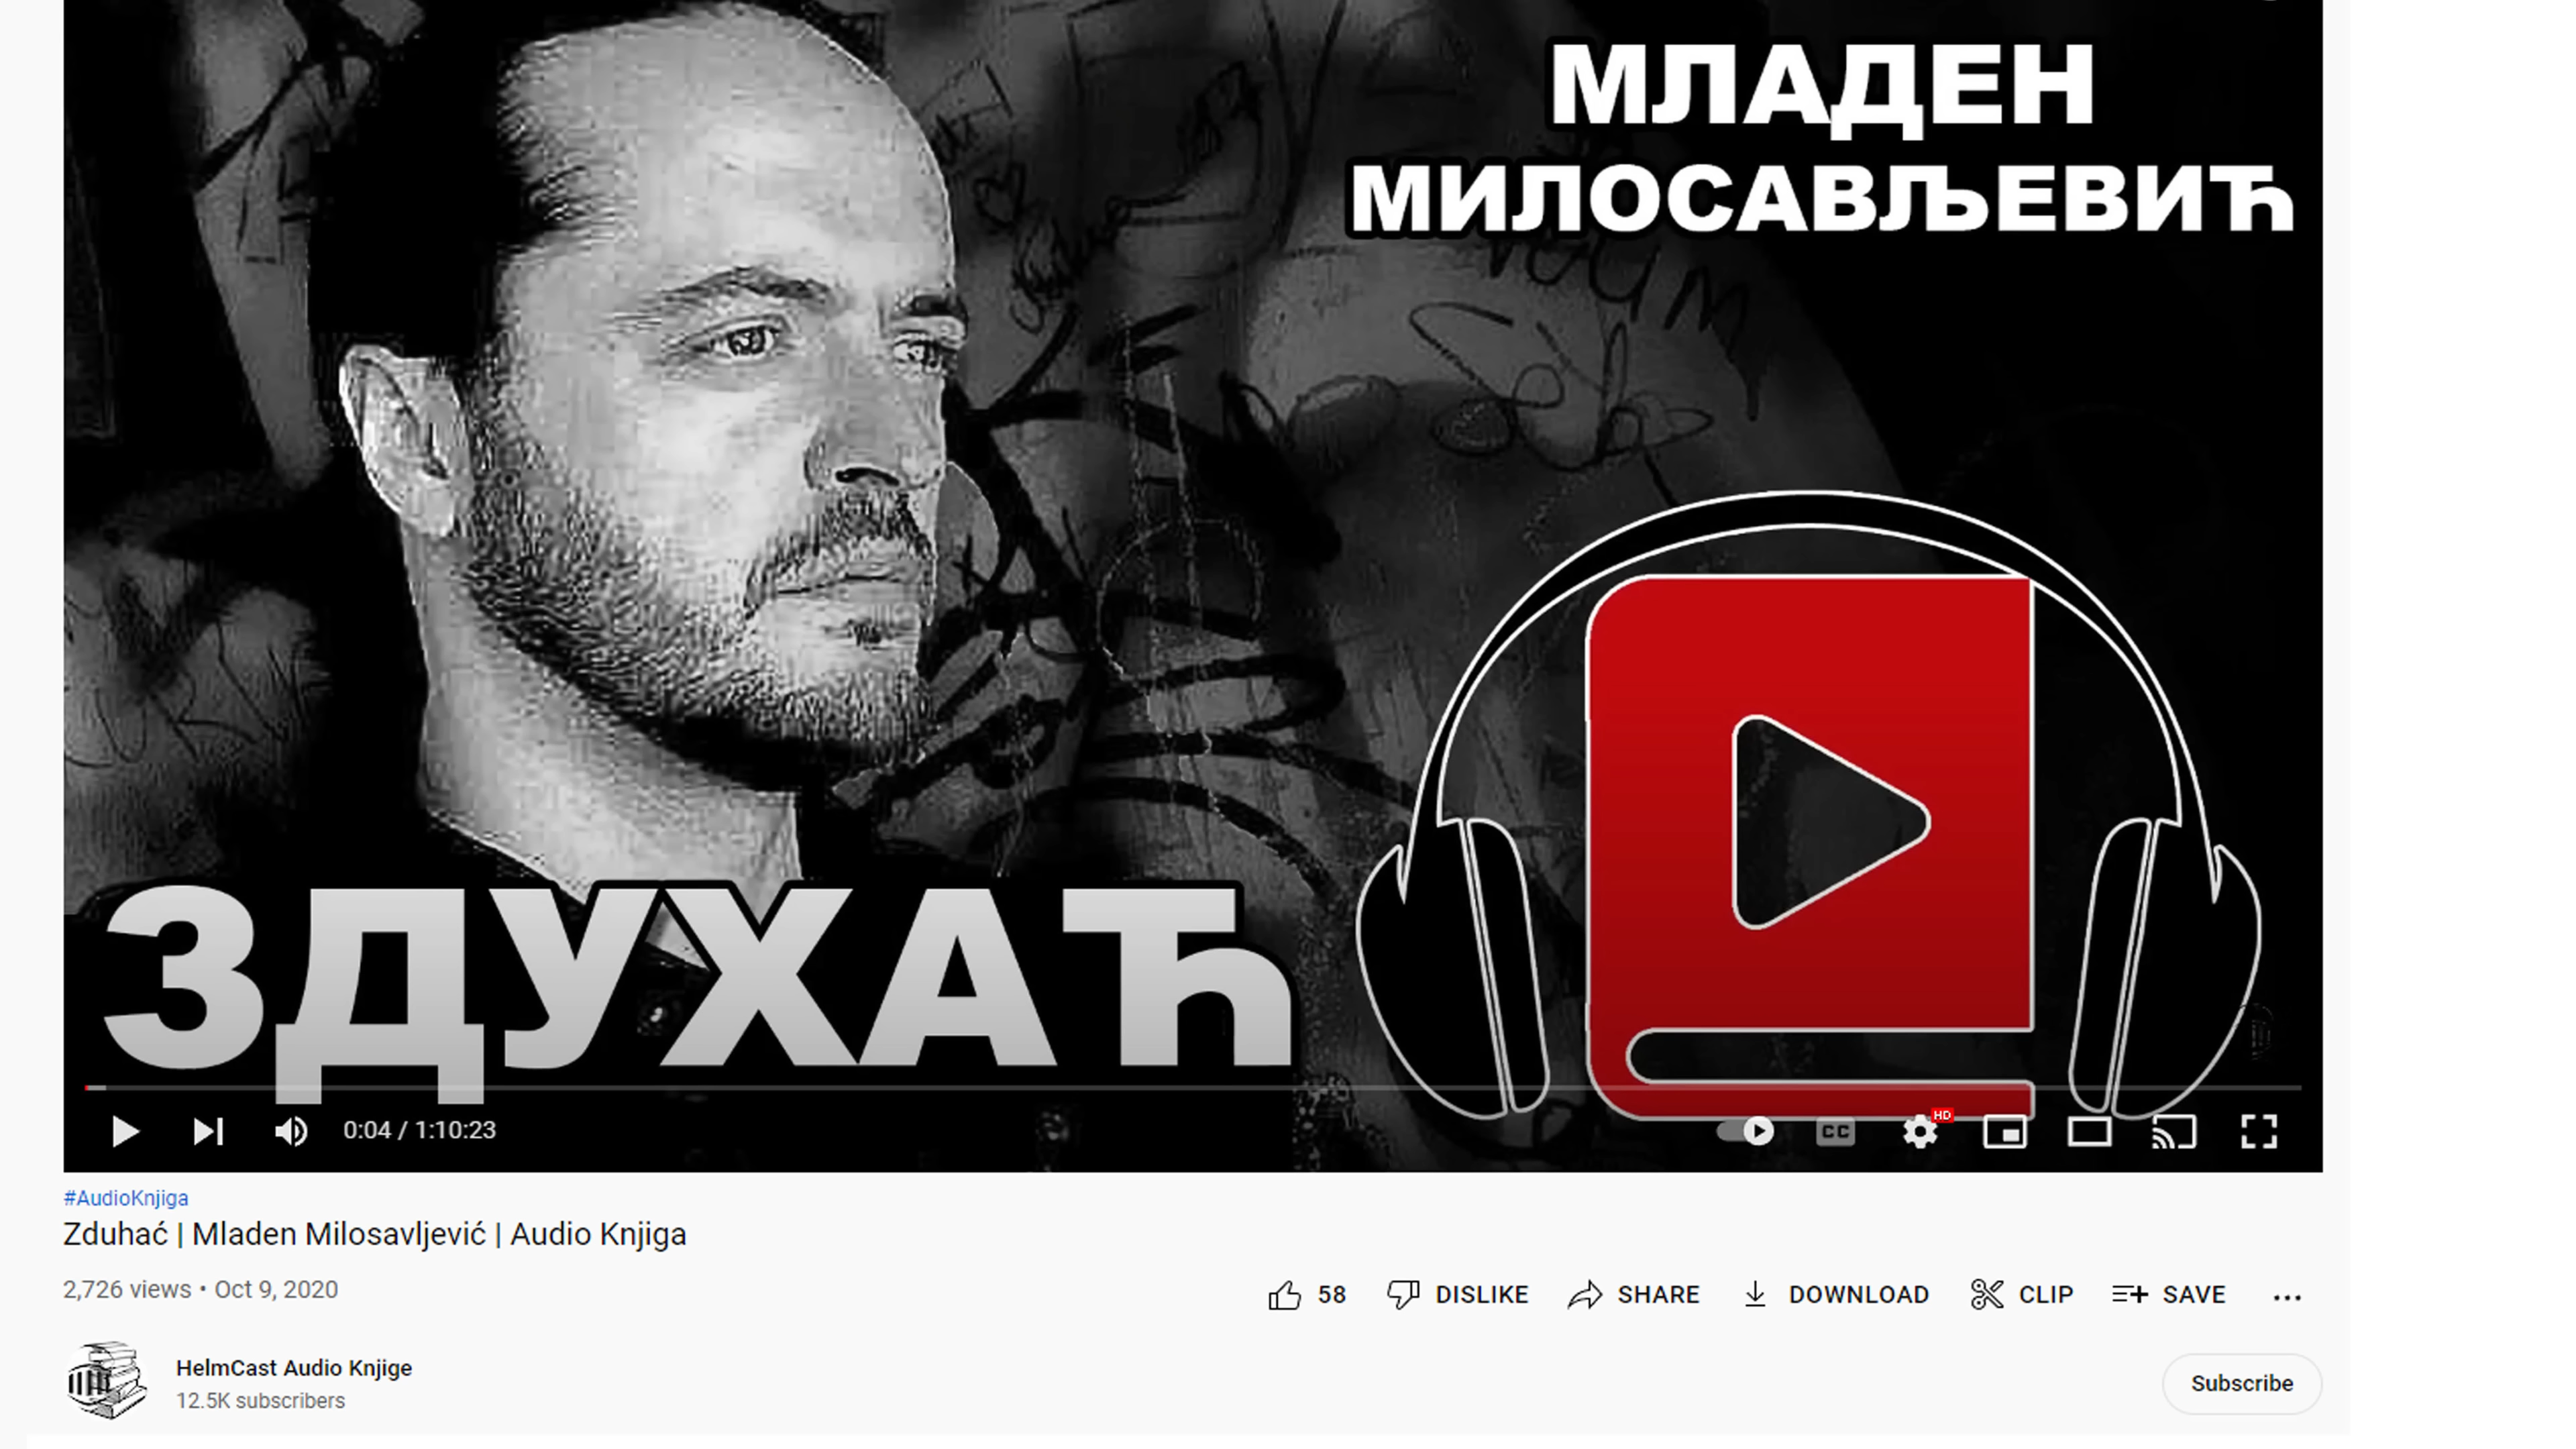 МЛАДЕН
МИЛОСАВЉЕВИЋ
ЗДУХАЋ
0:04 / 1:10:23
CC
HD
#AudioKnjiga
Zduhać | Mladen Milosavljević | Audio Knjiga
2,726 views • Oct 9, 2020
58 DISLIKE SHARE DOWNLOAD CLIP SAVE ...
HelmCast Audio Knjige
12.5K subscribers
Subscribe